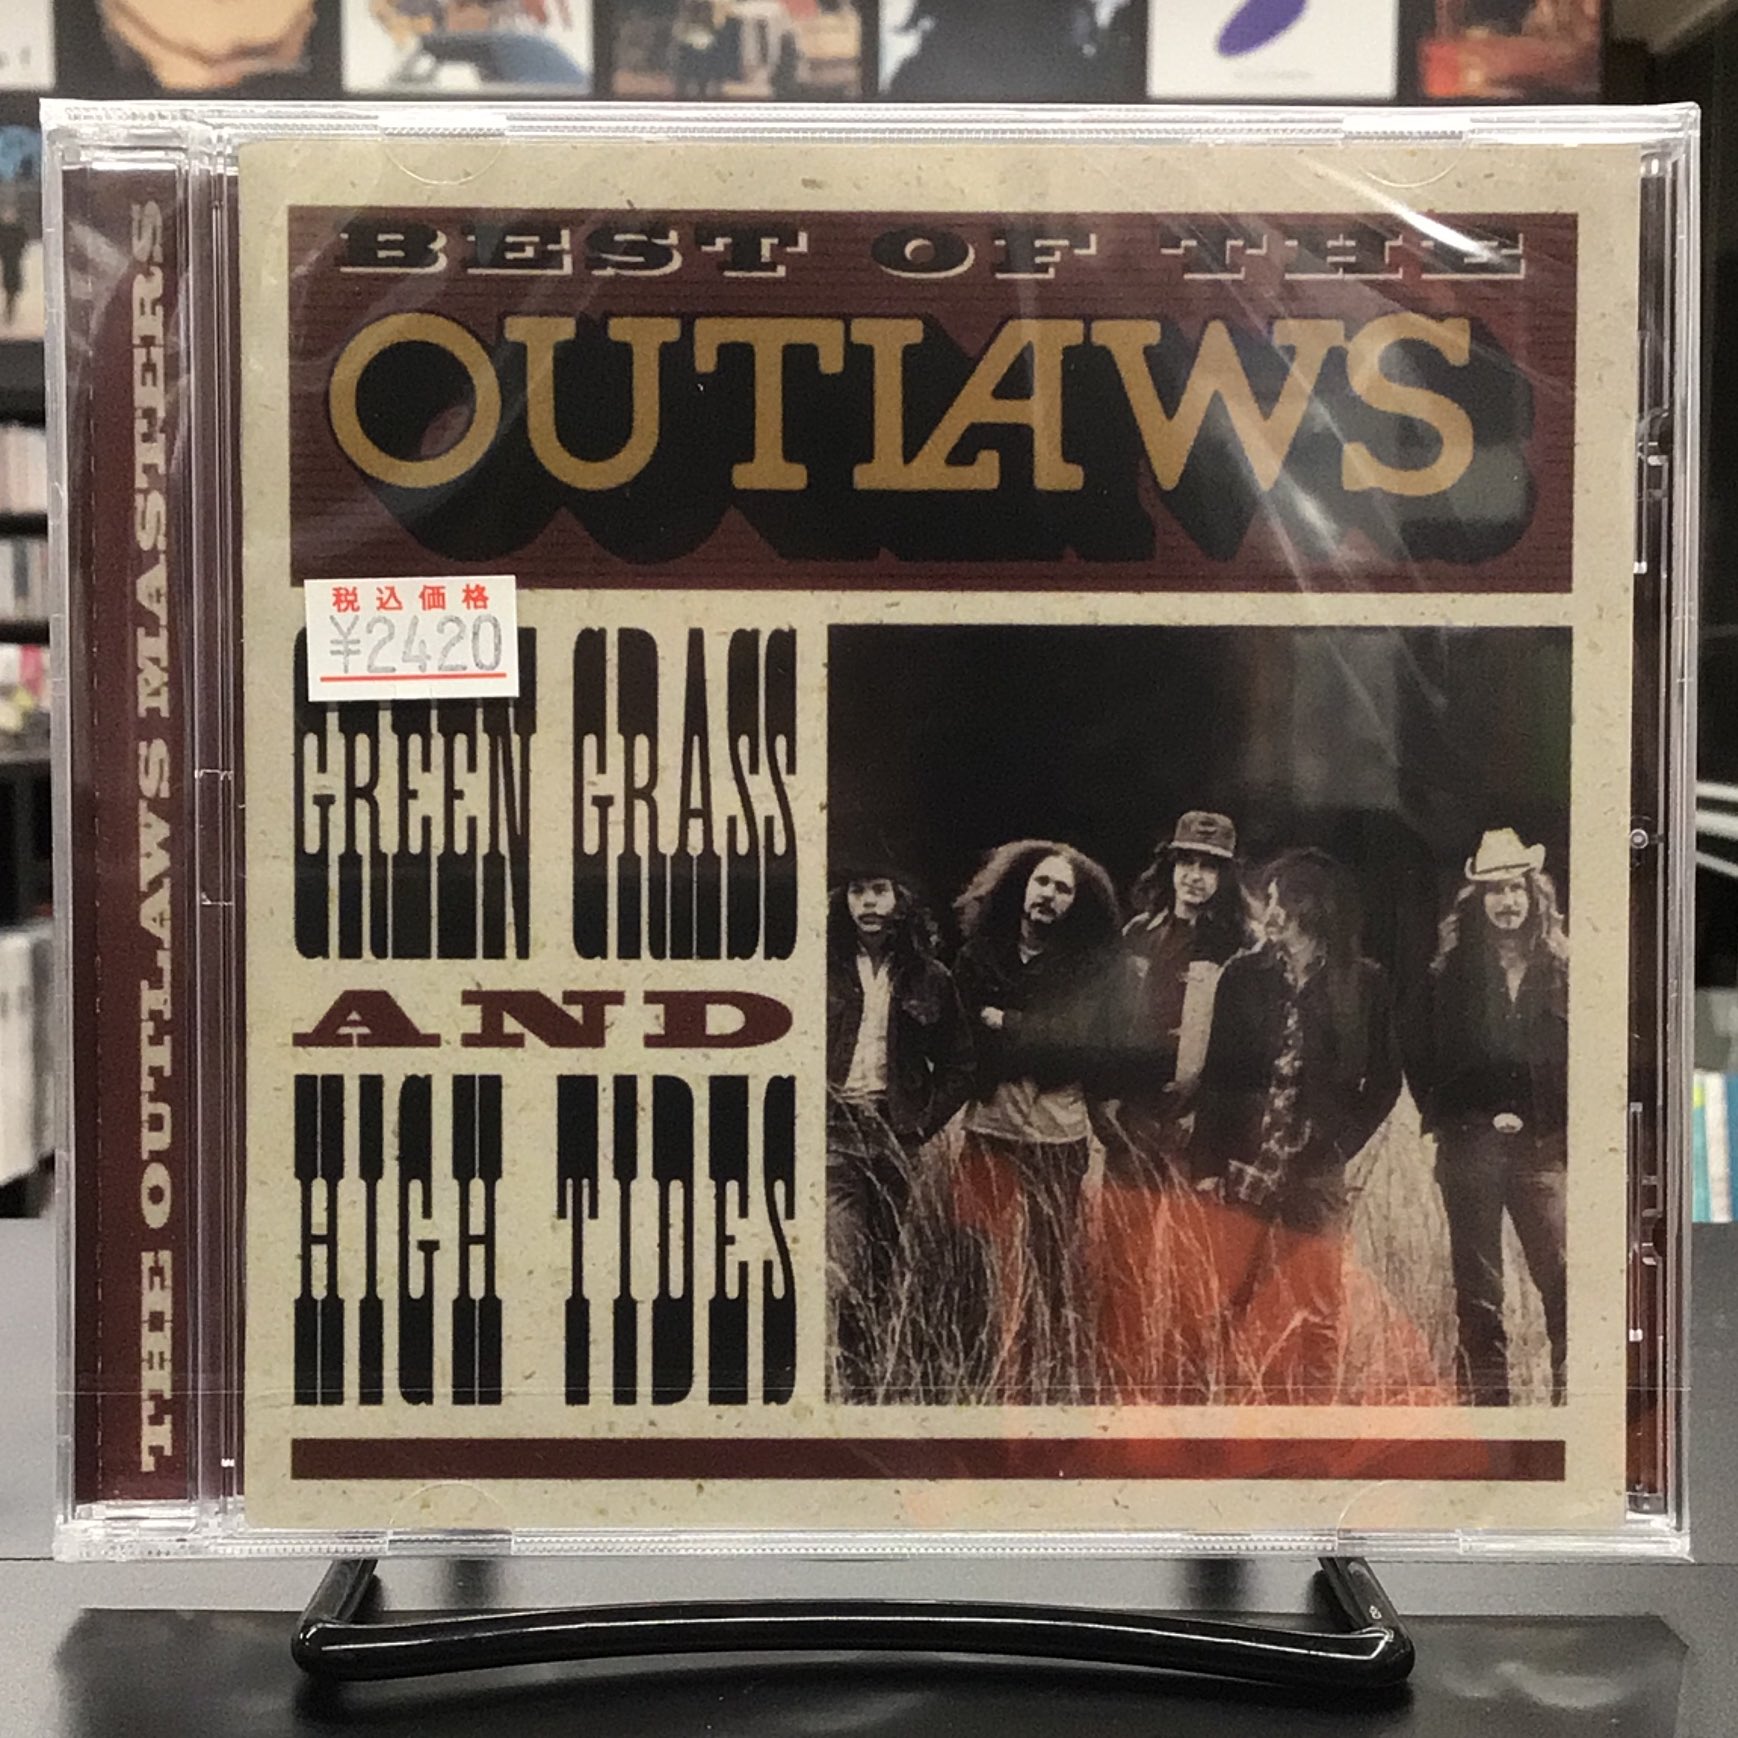 THE OUTLAWS MASTERS
BEST OF THE
OUTLAWS
税込価格
¥2420
GREEN GRASS
AND
HIGH TIDES